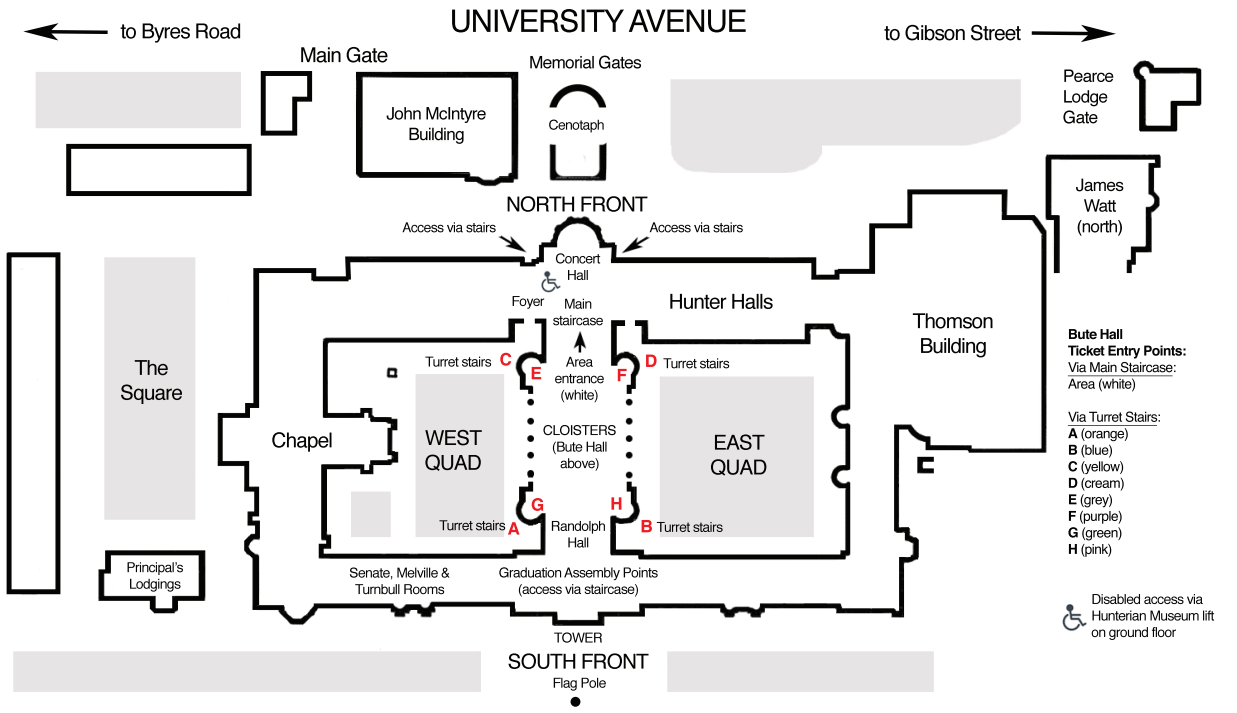 UNIVERSITY AVENUE
to Byres Road
to Gibson Street
Main Gate
Memorial Gates
Pearce
Lodge
Gate
John McIntyre
Building
Cenotaph
James
Watt
(north)
NORTH FRONT
Access via stairs
Access via stairs
Concert
Hall
Foyer
Main
staircase
Hunter Halls
Thomson
Building
The
Square
Turret stairs
C
E
Area
entrance
(white)
F
D
Turret stairs
Chapel
WEST
QUAD
CLOISTERS
(Bute Hall
above)
EAST
QUAD
G
H
Turret stairs
A
Randolph
Hall
B
Turret stairs
Principal's
Lodgings
Senate, Melville &
Turnbull Rooms
Graduation Assembly Points
(access via staircase)
TOWER
SOUTH FRONT
Flag Pole
Bute Hall
Ticket Entry Points:
Via Main Staircase:
Area (white)
Via Turret Stairs:
A (orange)
B (blue)
C (yellow)
D (cream)
E (grey)
F (purple)
G (green)
H (pink)
Disabled access via
Hunterian Museum lift
on ground floor